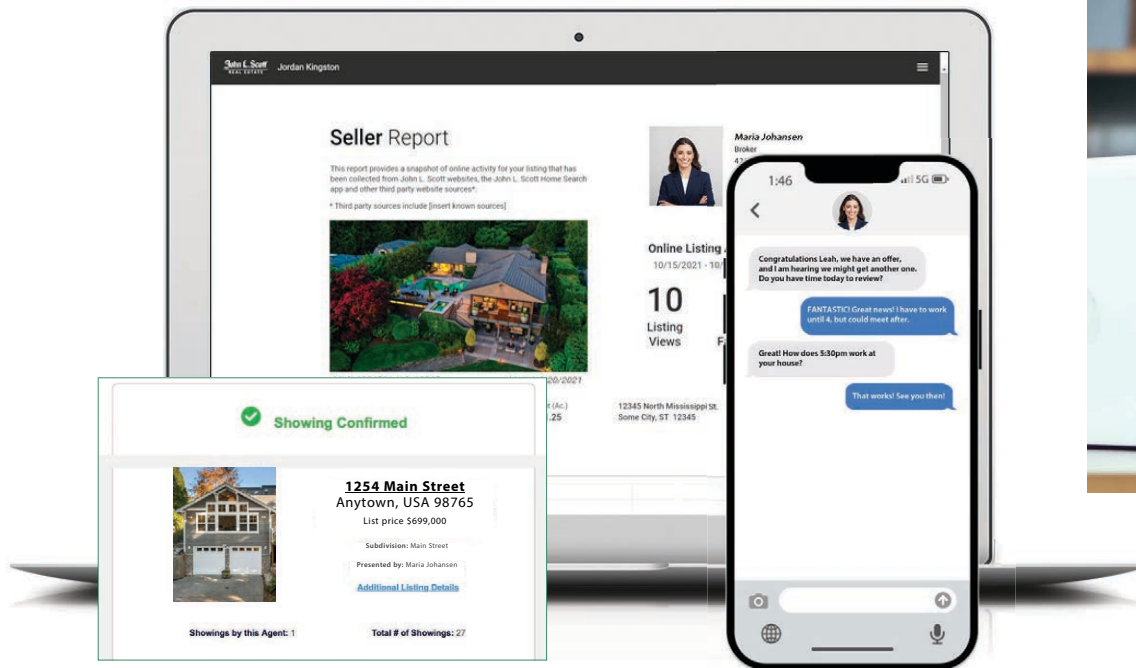 John L. Scott
REAL ESTATE
Jordan Kingston
Seller Report
This report provides a snapshot of online activity for your listing that has
been collected from John L. Scott websites, the John L. Scott Home Search
app and other third party website sources*.
* Third party sources include [insert known sources]
Maria Johansen
Broker
Online Listing
10/15/2021 - 10/
10
Listing
Views
20/2021
(Ac.)
.25
12345 North Mississippi St.
Some City, ST 12345
Showing Confirmed
1254 Main Street
Anytown, USA 98765
List price $699,000
Subdivision: Main Street
Presented by: Maria Johansen
Additional Listing Details
Showings by this Agent: 1
Total # of Showings: 27
1:46
5G
Congratulations Leah, we have an offer,
and I am hearing we might get another one.
Do you have time today to review?
FANTASTIC! Great news! I have to work
until 4, but could meet after.
Great! How does 5:30pm work at
your house?
That works! See you then!